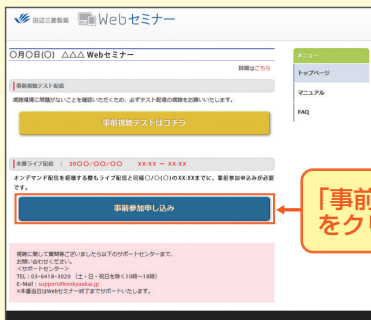 田辺三菱製薬 Webセミナー
〇月〇日(〇) △△△ Webセミナー
詳細はこちら
メニュー
トップページ
マニュアル
FAQ
事前視聴テスト配信
視聴環境に問題がないことを確認いただくため、必ずテスト配信の視聴をお願いいたします。
事前視聴テストはコチラ
本番ライブ配信 : 20〇〇/〇〇/〇〇 XX:XX ー XX:XX
オンデマンド配信を視聴する際もライブ配信と同様〇/〇(〇)のXX:XXまでに、事前参加申込みが必要
です。
事前参加申し込み
「事前
をクリ
視聴に関して質問等ございましたら以下のサポートセンターまで、
お問い合わせください。
<サポートセンター>
TEL : 03-6418-3020 (土・日・祝日を除く10時〜18時)
E-Mail : support@kenkyuukai.jp
※本番当日はWebセミナー終了までサポートいたします。